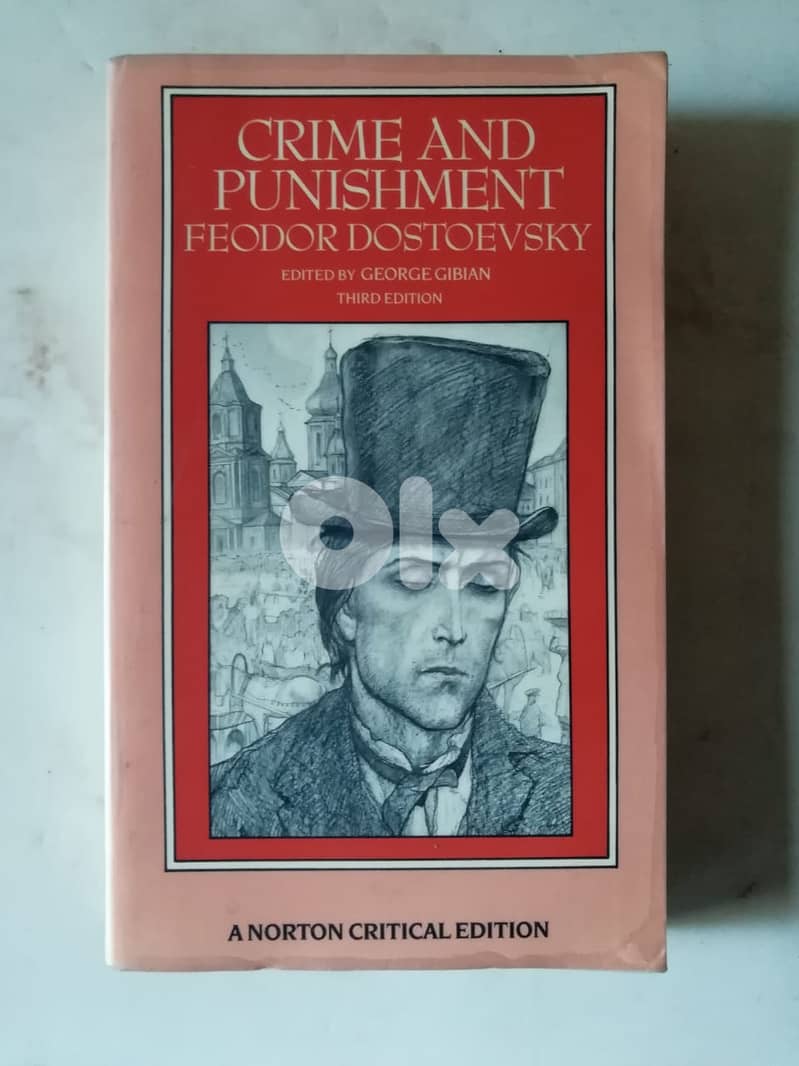 CRIME AND
PUNISHMENT
FEODOR DOSTOEVSKY
EDITED BY GEORGE GIBIAN
THIRD EDITION
olx
A NORTON CRITICAL EDITION